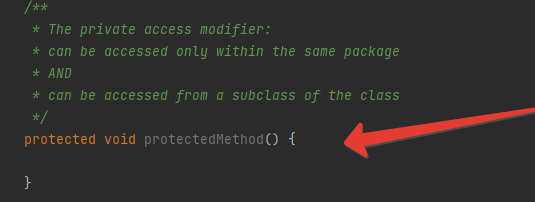 /**
* The private access modifier:
* can be accessed only within the same package
* AND
* can be accessed from a subclass of the class
*/
protected void protectedMethod() {
}